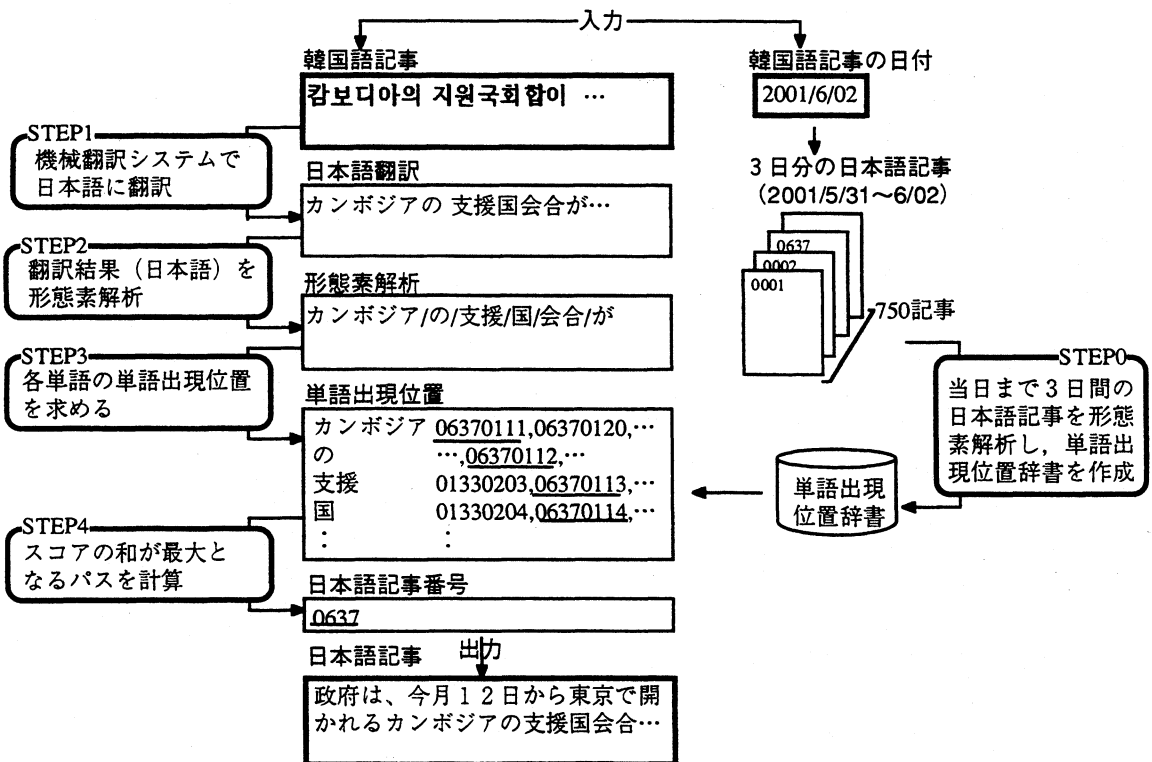 入力
韓国語記事
캄보디아의 지원국회합이 …
韓国語記事の日付
2001/6/02
STEP1
機械翻訳システムで
日本語に翻訳
日本語翻訳
カンボジアの 支援国会合が…
3日分の日本語記事
(2001/5/31～6/02)
0637
0002
0001
750記事
STEP2
翻訳結果（日本語）を
形態素解析
形態素解析
カンボジア/の/支援/国/会合/が
STEP3
各単語の単語出現位置
を求める
単語出現位置
カンボジア 06370111,06370120,…
の …,06370112,…
支援 01330203,06370113,…
国 01330204,06370114,…
: :
STEP0
当日まで３日間の
日本語記事を形態
素解析し，単語出
現位置辞書を作成
単語出現
位置辞書
STEP4
スコアの和が最大と
なるパスを計算
日本語記事番号
0637
出力
日本語記事
政府は、今月１２日から東京で開
かれるカンボジアの支援国会合…